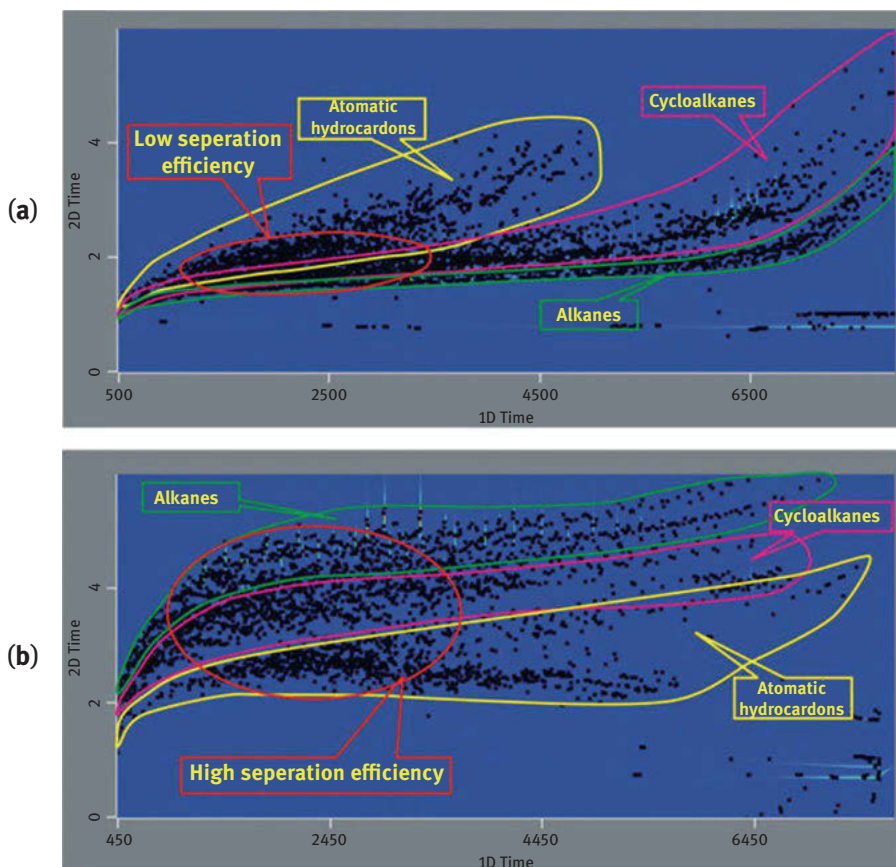 (a)
2D Time
4
2
0
Low seperation
efficiency
Atomatic
hydrocardons
Cycloalkanes
Alkanes
500
2500
4500
6500
1D Time
(b)
2D Time
4
2
0
Alkanes
Cycloalkanes
Atomatic
hydrocardons
High seperation efficiency
450
2450
4450
6450
1D Time